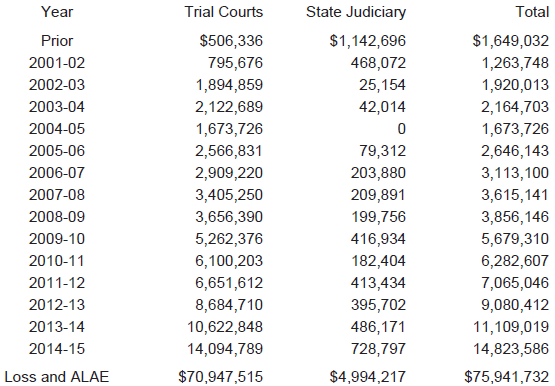 Year Trial Courts State Judiciary Total
Prior $506,336 $1,142,696 $1,649,032
2001-02 795,676 468,072 1,263,748
2002-03 1,894,859 25,154 1,920,013
2003-04 2,122,689 42,014 2,164,703
2004-05 1,673,726 0 1,673,726
2005-06 2,566,831 79,312 2,646,143
2006-07 2,909,220 203,880 3,113,100
2007-08 3,405,250 209,891 3,615,141
2008-09 3,656,390 199,756 3,856,146
2009-10 5,262,376 416,934 5,679,310
2010-11 6,100,203 182,404 6,282,607
2011-12 6,651,612 413,434 7,065,046
2012-13 8,684,710 395,702 9,080,412
2013-14 10,622,848 486,171 11,109,019
2014-15 14,094,789 728,797 14,823,586
Loss and ALAE $70,947,515 $4,994,217 $75,941,732